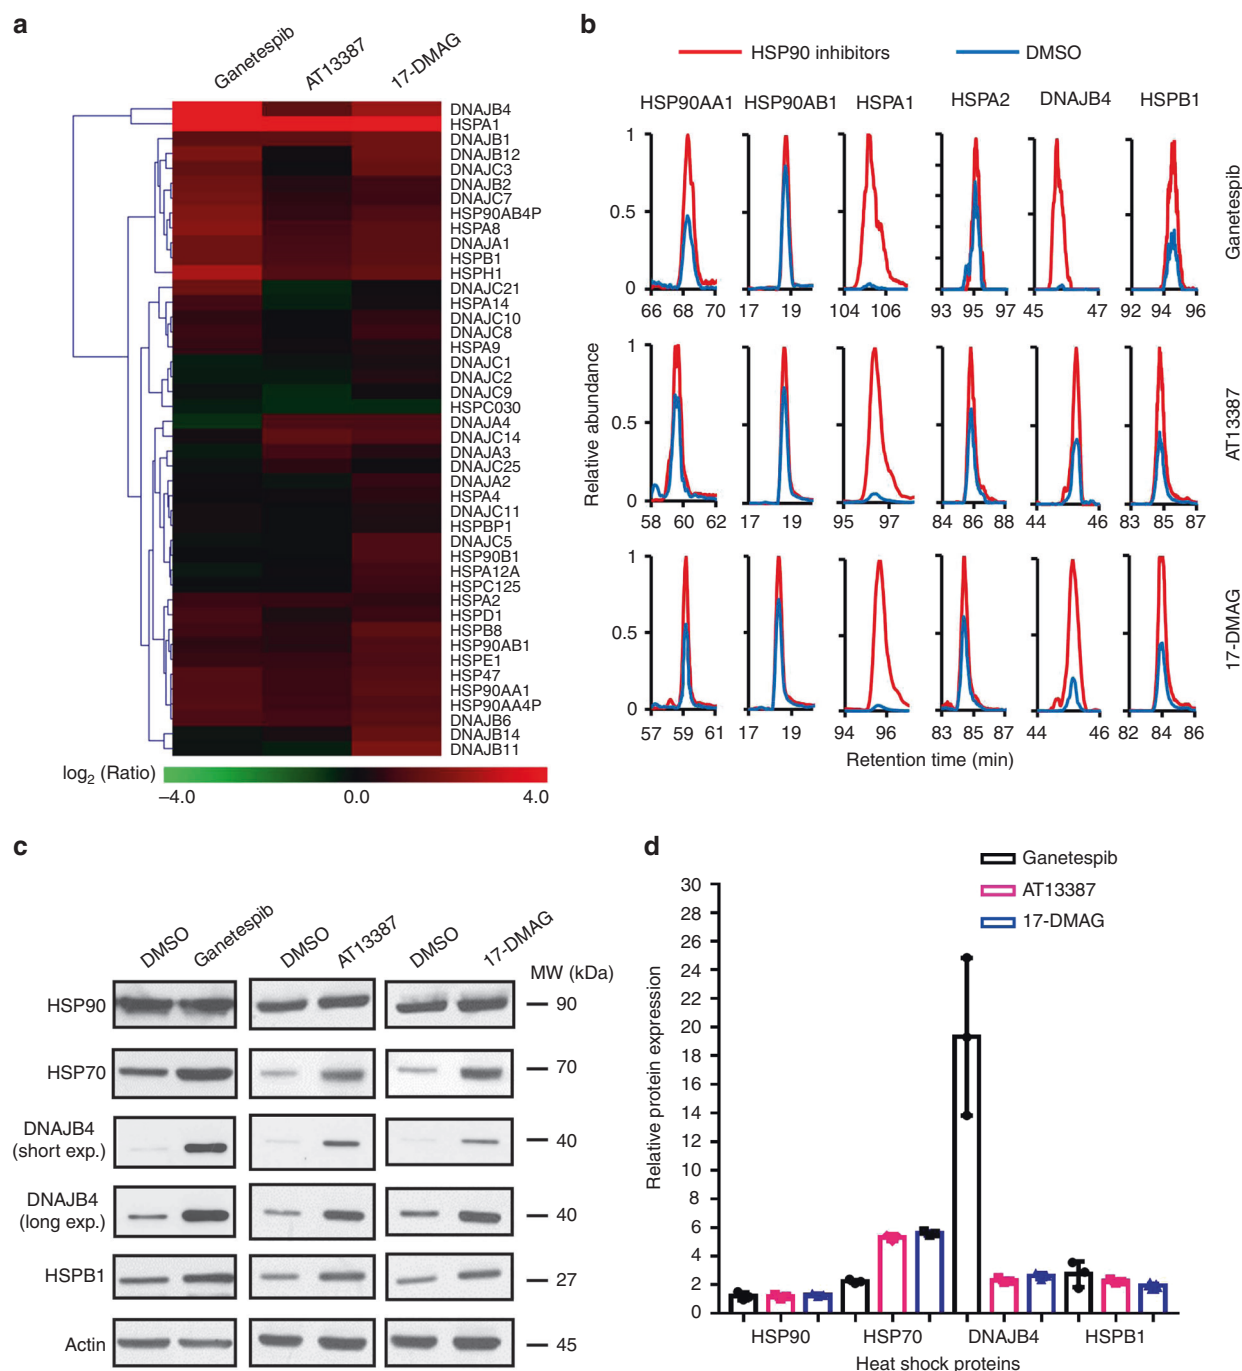 a
Ganetespib
AT13387
17-DMAG
DNAJB4
HSPA1
DNAJB1
DNAJB12
DNAJC3
DNAJB2
DNAJC7
HSP90AB4P
HSPA8
DNAJA1
HSPB1
HSPH1
DNAJC21
HSPA14
DNAJC10
DNAJC8
HSPA9
DNAJC1
DNAJC2
DNAJC9
HSPC030
DNAJA4
DNAJC14
DNAJA3
DNAJC25
DNAJA2
HSPA4
DNAJC11
HSPBP1
DNAJC5
HSP90B1
HSPA12A
HSPC125
HSPA2
HSPD1
HSPB8
HSP90AB1
HSPE1
HSP47
HSP90AA1
HSP90AA4P
DNAJB6
DNAJB14
DNAJB11
log₂ (Ratio)
−4.0 0.0 4.0
b
HSP90 inhibitors DMSO
HSP90AA1 HSP90AB1 HSPA1 HSPA2 DNAJB4 HSPB1
1
0.5
0
66 68 70 17 19 104 106 93 95 97 45 47 92 94 96
Ganetespib
1
0.5
0
58 60 62 17 19 95 97 84 86 88 44 46 83 85 87
AT13387
1
0.5
0
57 59 61 17 19 94 96 83 85 87 44 46 82 84 86
17-DMAG
Relative abundance
Retention time (min)
c
DMSO Ganetespib DMSO AT13387 DMSO 17-DMAG
MW (kDa)
HSP90 90
HSP70 70
DNAJB4
(short exp.) 40
DNAJB4
(long exp.) 40
HSPB1 27
Actin 45
d
Ganetespib
AT13387
17-DMAG
Relative protein expression
30
28
26
24
22
20
18
16
14
12
10
8
6
4
2
0
HSP90 HSP70 DNAJB4 HSPB1
Heat shock proteins